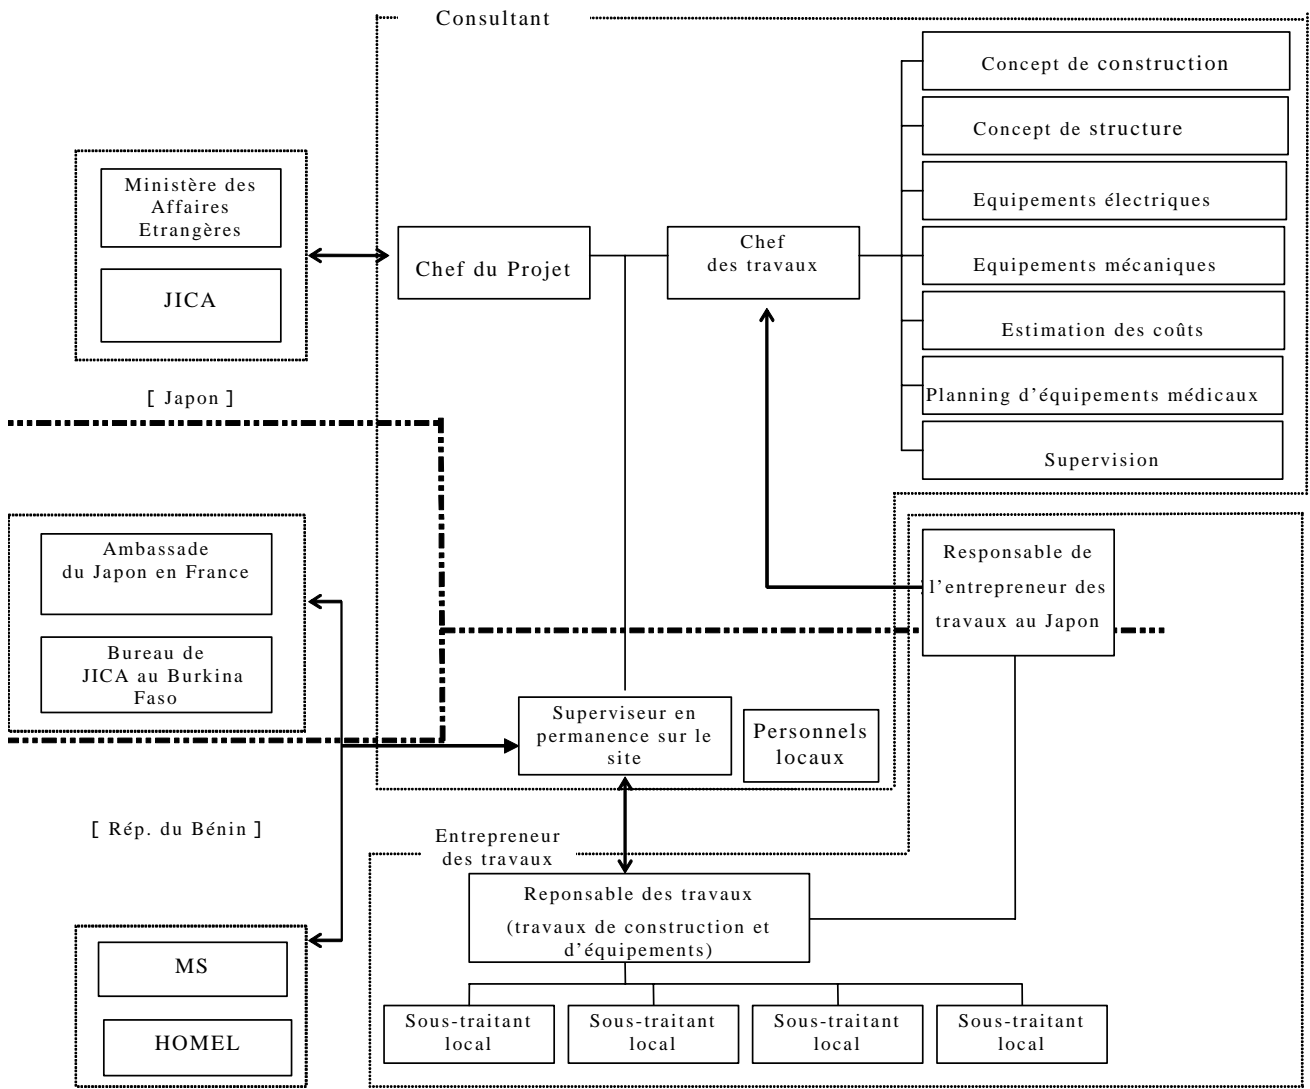 Consultant
Concept de construction
Concept de structure
Equipements électriques
Equipements mécaniques
Estimation des coûts
Planning d'équipements médicaux
Supervision
Ministère des
Affaires
Etrangères
JICA
Chef du Projet
Chef
des travaux
[ Japon ]
Ambassade
du Japon en France
Bureau de
JICA au Burkina
Faso
Responsable de
l'entrepreneur des
travaux au Japon
Superviseur en
permanence sur le
site
Personnels
locaux
[ Rép. du Bénin ]
Entrepreneur
des travaux
Reponsable des travaux
(travaux de construction et
d'équipements)
MS
HOMEL
Sous-traitant
local
Sous-traitant
local
Sous-traitant
local
Sous-traitant
local